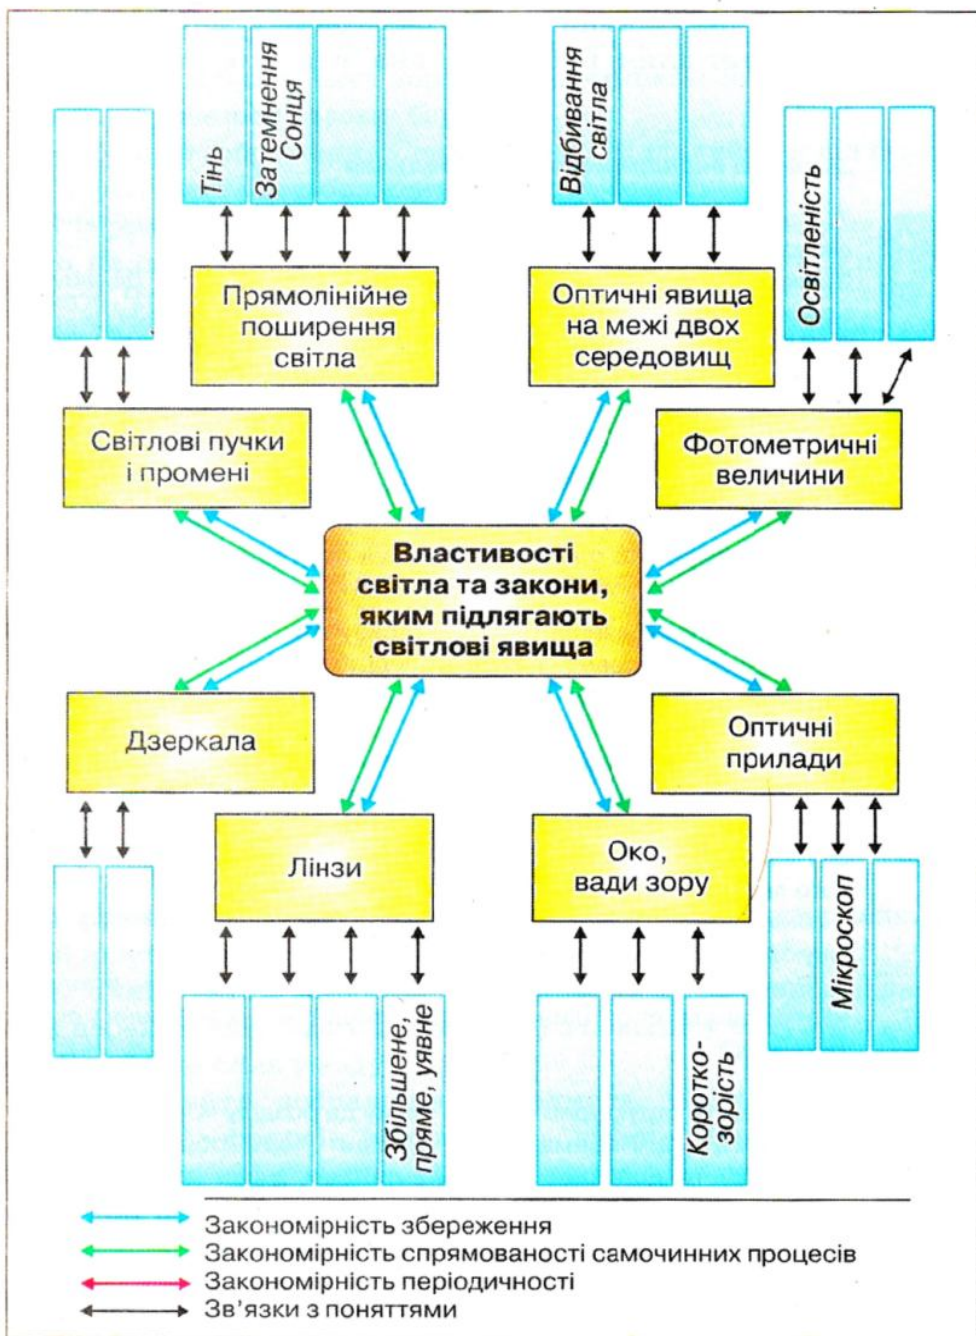 Тінь
Затемнення
Сонця
Відбивання
світла
Освітленість
Прямолінійне
поширення
світла
Оптичні явища
на межі двох
середовищ
Світлові пучки
і промені
Фотометричні
величини
Властивості
світла та закони,
яким підлягають
світлові явища
Дзеркала
Оптичні
прилади
Лінзи
Око,
вади зору
Мікроскоп
Збільшене,
пряме, уявне
Коротко-
зорість
Закономірність збереження
Закономірність спрямованості самочинних процесів
Закономірність періодичності
Зв'язки з поняттями